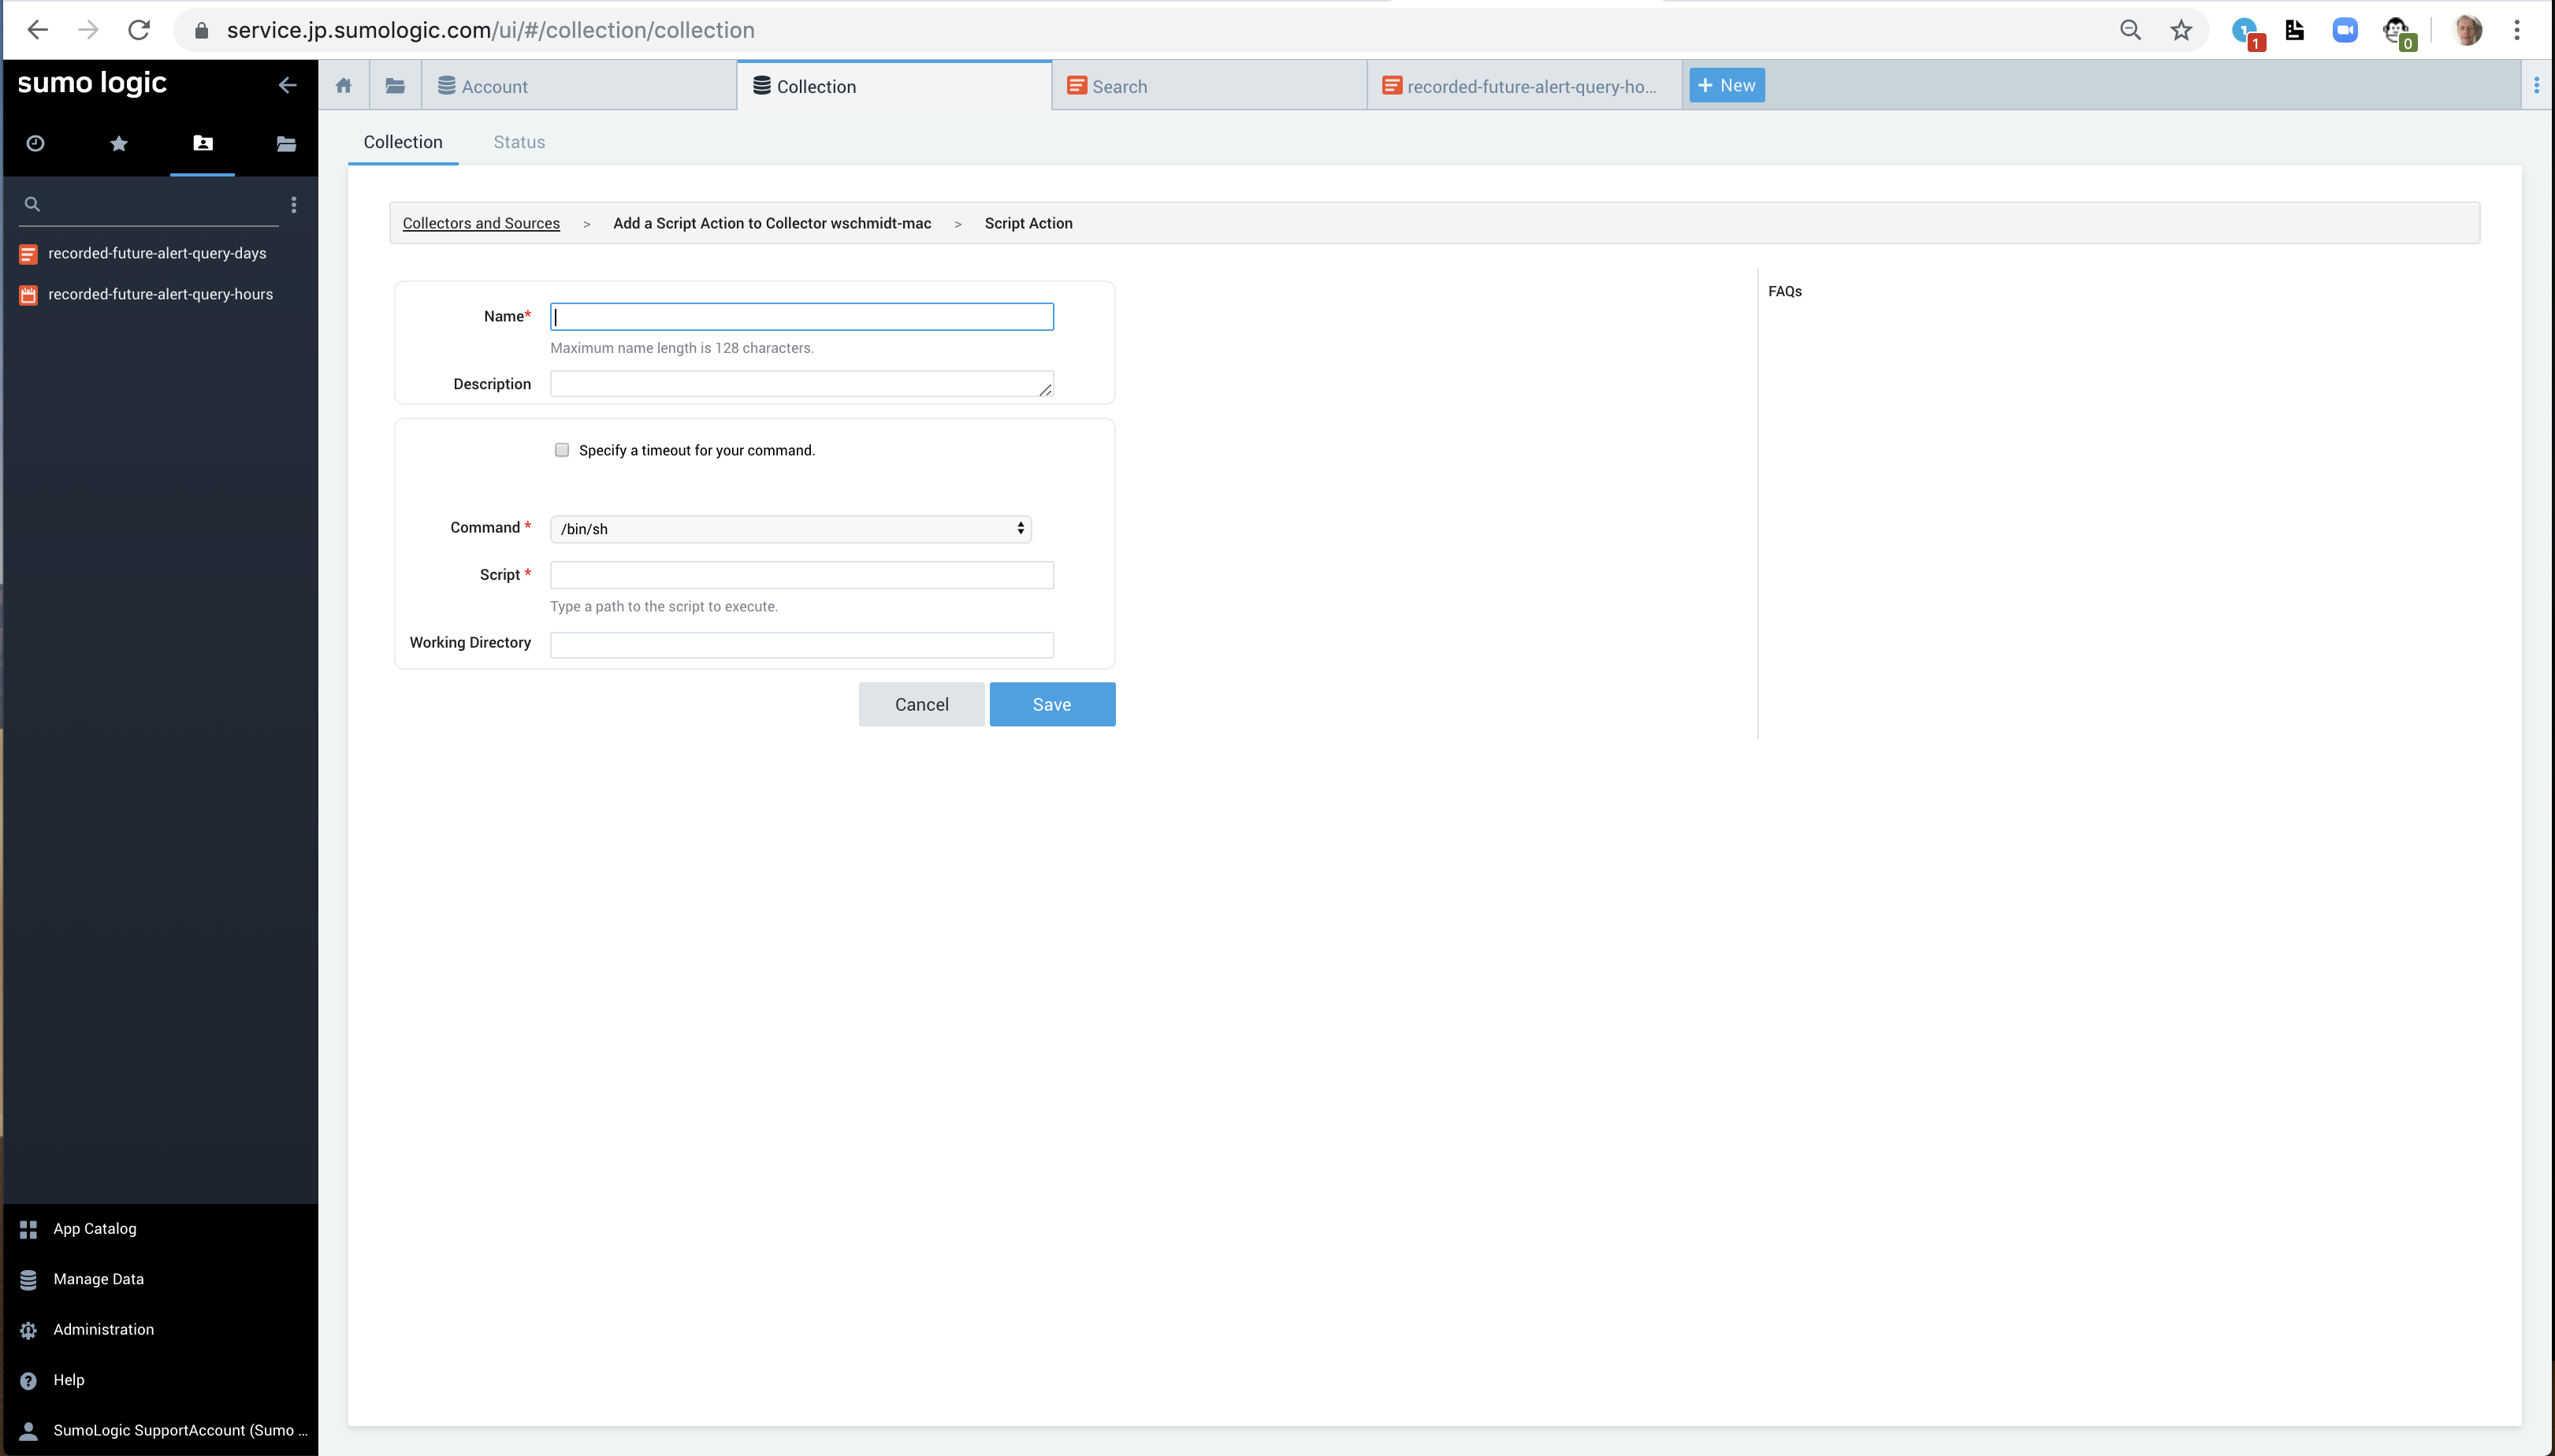 service.jp.sumologic.com/ui/#/collection/collection
1
0
sumo logic
Account
Collection
Search
recorded-future-alert-query-ho...
+ New
Collection
Status
recorded-future-alert-query-days
recorded-future-alert-query-hours
Collectors and Sources > Add a Script Action to Collector wschmidt-mac > Script Action
Name*
Maximum name length is 128 characters.
Description
Specify a timeout for your command.
Command * /bin/sh
Script *
Type a path to the script to execute.
Working Directory
Cancel
Save
FAQs
App Catalog
Manage Data
Administration
Help
SumoLogic SupportAccount (Sumo ...